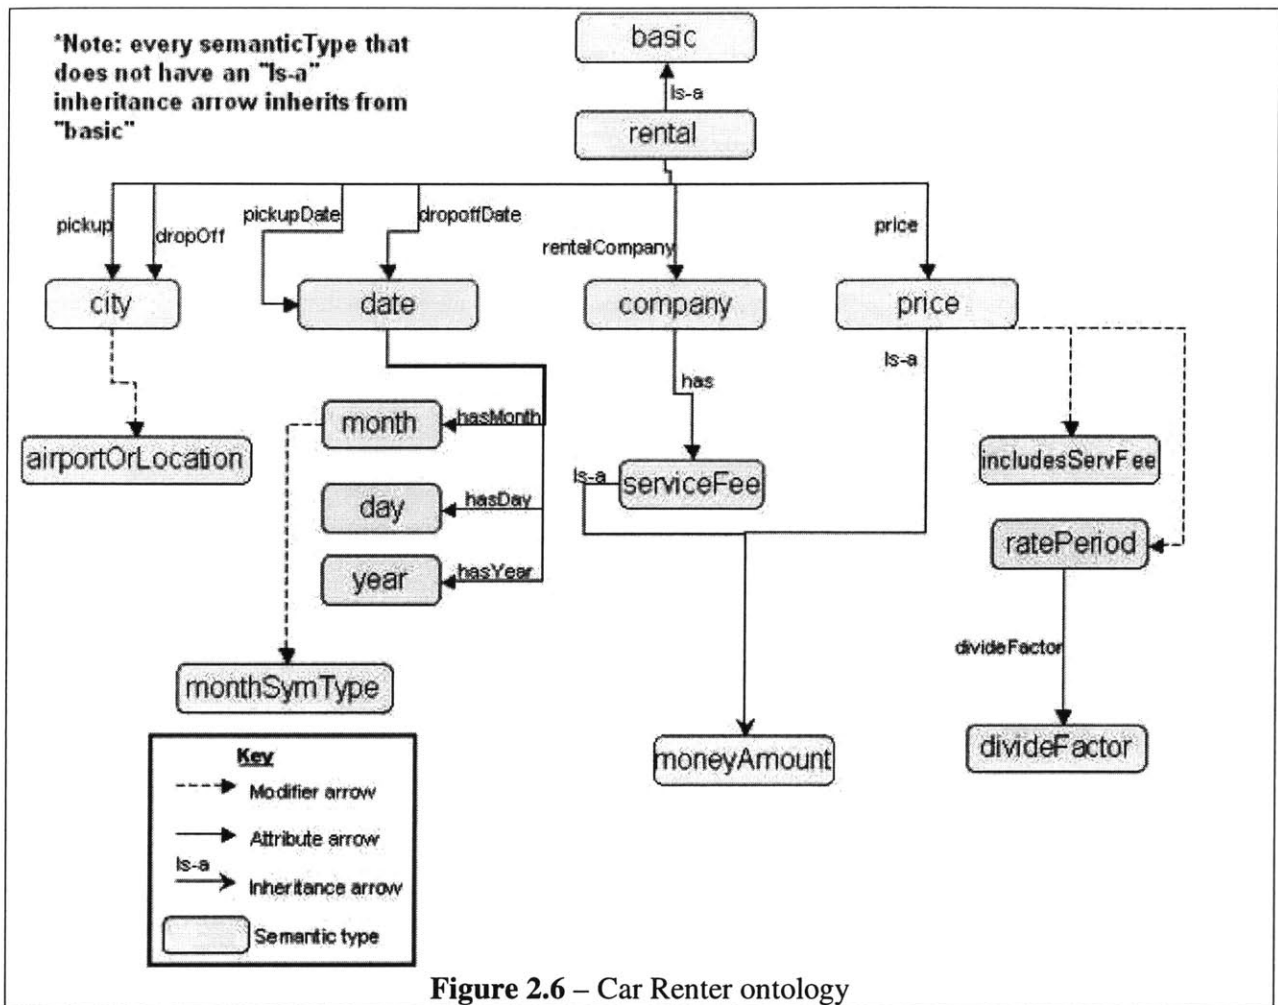 *Note: every semanticType that
does not have an "Is-a"
inheritance arrow inherits from
"basic"
basic
Is-a
rental
pickup
dropOff
pickupDate
dropoffDate
rentalCompany
price
city
date
company
price
Is-a
has
airportOrLocation
month
hasMonth
day
hasDay
year
hasYear
Is-a
serviceFee
includesServFee
ratePeriod
divideFactor
monthSymType
moneyAmount
divideFactor
Key
Modifier arrow
Attribute arrow
Is-a
Inheritance arrow
Semantic type
Figure 2.6 – Car Renter ontology